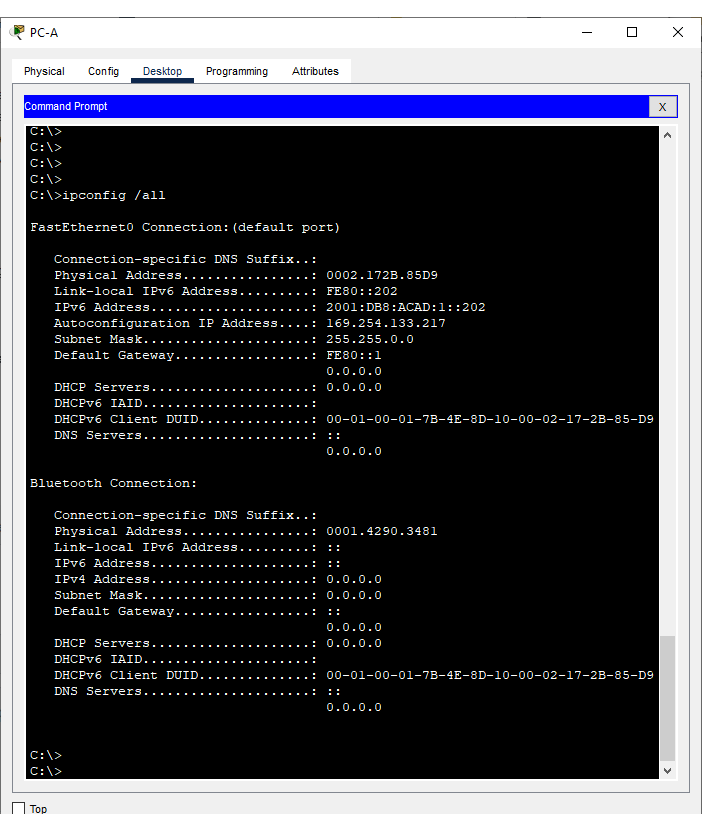 PC-A
Physical Config Desktop Programming Attributes
Command Prompt X
C:\>
C:\>
C:\>
C:\>
C:\>ipconfig /all
FastEthernet0 Connection:(default port)
Connection-specific DNS Suffix..:
Physical Address................: 0002.172B.85D9
Link-local IPv6 Address.........: FE80::202
IPv6 Address....................: 2001:DB8:ACAD:1::202
Autoconfiguration IP Address....: 169.254.133.217
Subnet Mask.....................: 255.255.0.0
Default Gateway.................: FE80::1
0.0.0.0
DHCP Servers....................: 0.0.0.0
DHCPv6 IAID.....................:
DHCPv6 Client DUID..............: 00-01-00-01-7B-4E-8D-10-00-02-17-2B-85-D9
DNS Servers.....................: ::
0.0.0.0
Bluetooth Connection:
Connection-specific DNS Suffix..:
Physical Address................: 0001.4290.3481
Link-local IPv6 Address.........: ::
IPv6 Address....................: ::
IPv4 Address....................: 0.0.0.0
Subnet Mask.....................: 0.0.0.0
Default Gateway.................: ::
0.0.0.0
DHCP Servers....................: 0.0.0.0
DHCPv6 IAID.....................:
DHCPv6 Client DUID..............: 00-01-00-01-7B-4E-8D-10-00-02-17-2B-85-D9
DNS Servers.....................: ::
0.0.0.0
C:\>
C:\>
Top